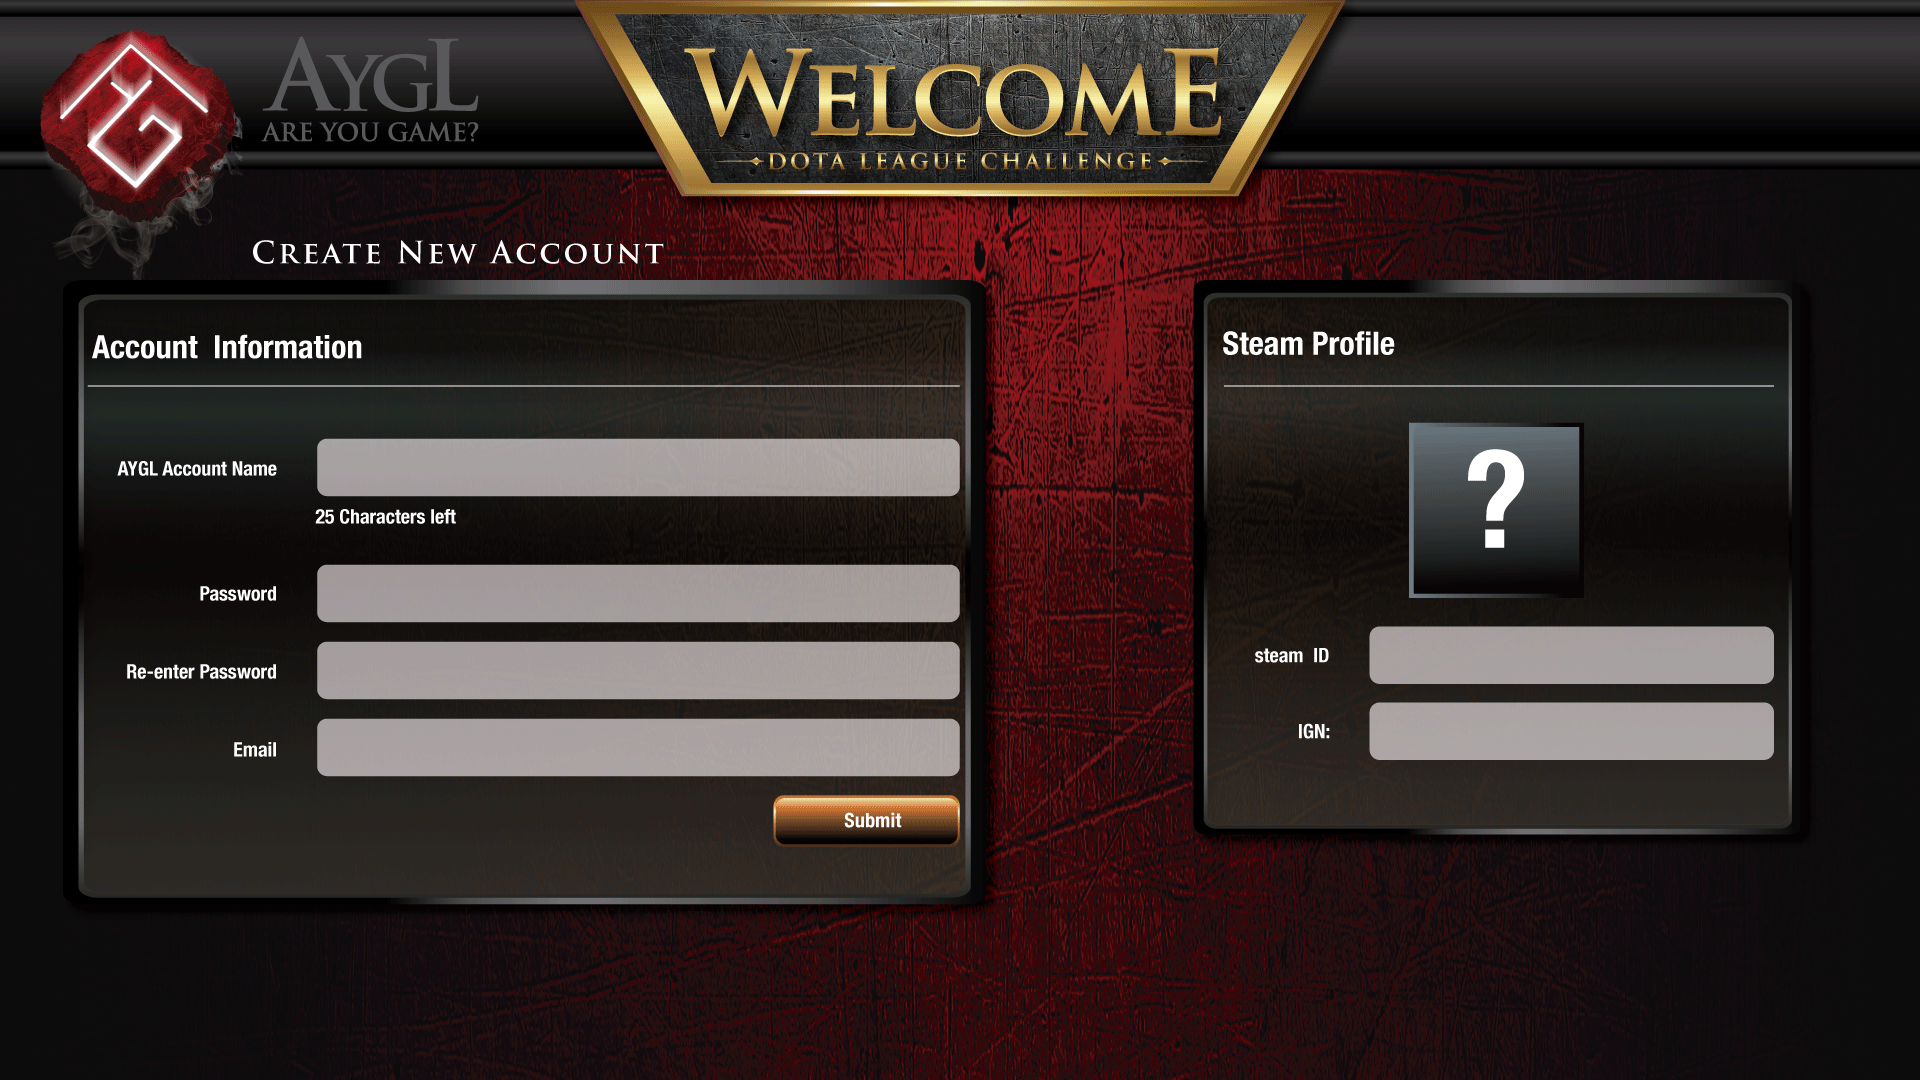 AYGL
ARE YOU GAME?
WELCOME
DOTA LEAGUE CHALLENGE
CREATE NEW ACCOUNT
Account Information
AYGL Account Name
25 Characters left
Password
Re-enter Password
Email
Submit
Steam Profile
?
steam ID
IGN: